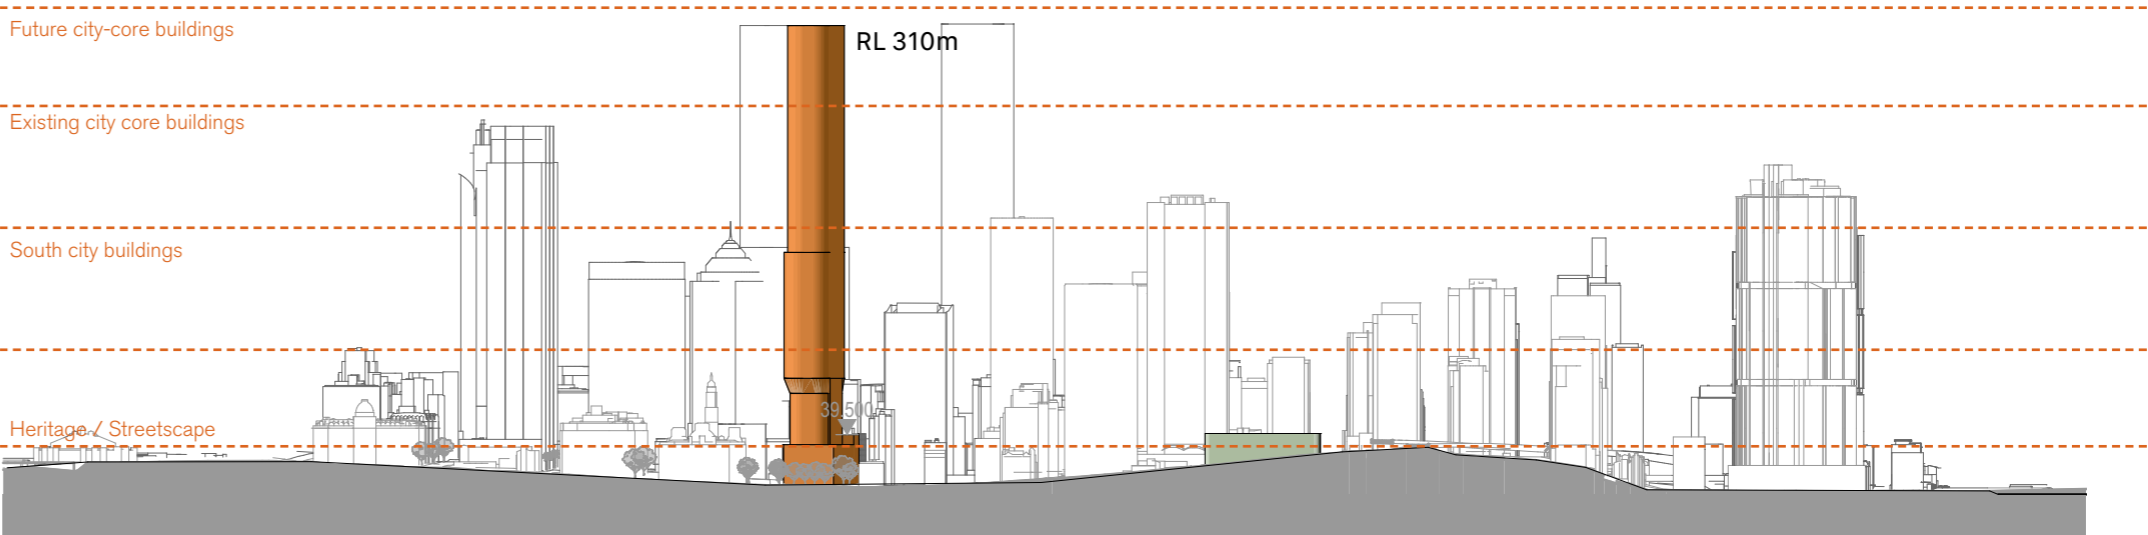 Future city-core buildings
RL 310m
Existing city core buildings
South city buildings
39,500
Heritage / Streetscape